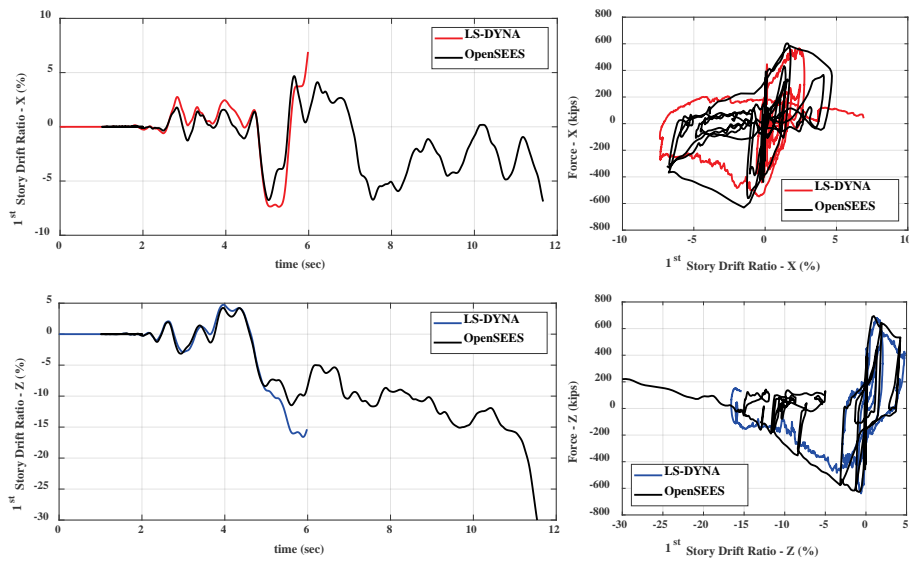 10
5
0
-5
-10
1st Story Drift Ratio - X (%)
LS-DYNA
OpenSEES
0 2 4 6 8 10 12
time (sec)
800
600
400
200
0
-200
-400
-600
-800
Force - X (kips)
LS-DYNA
OpenSEES
-10 -5 0 5 10
1st Story Drift Ratio - X (%)
5
0
-5
-10
-15
-20
-25
-30
1st Story Drift Ratio - Z (%)
LS-DYNA
OpenSEES
0 2 4 6 8 10 12
time (sec)
800
600
400
200
0
-200
-400
-600
-800
Force - Z (kips)
LS-DYNA
OpenSEES
-30 -25 -20 -15 -10 -5 0 5
1st Story Drift Ratio - Z (%)